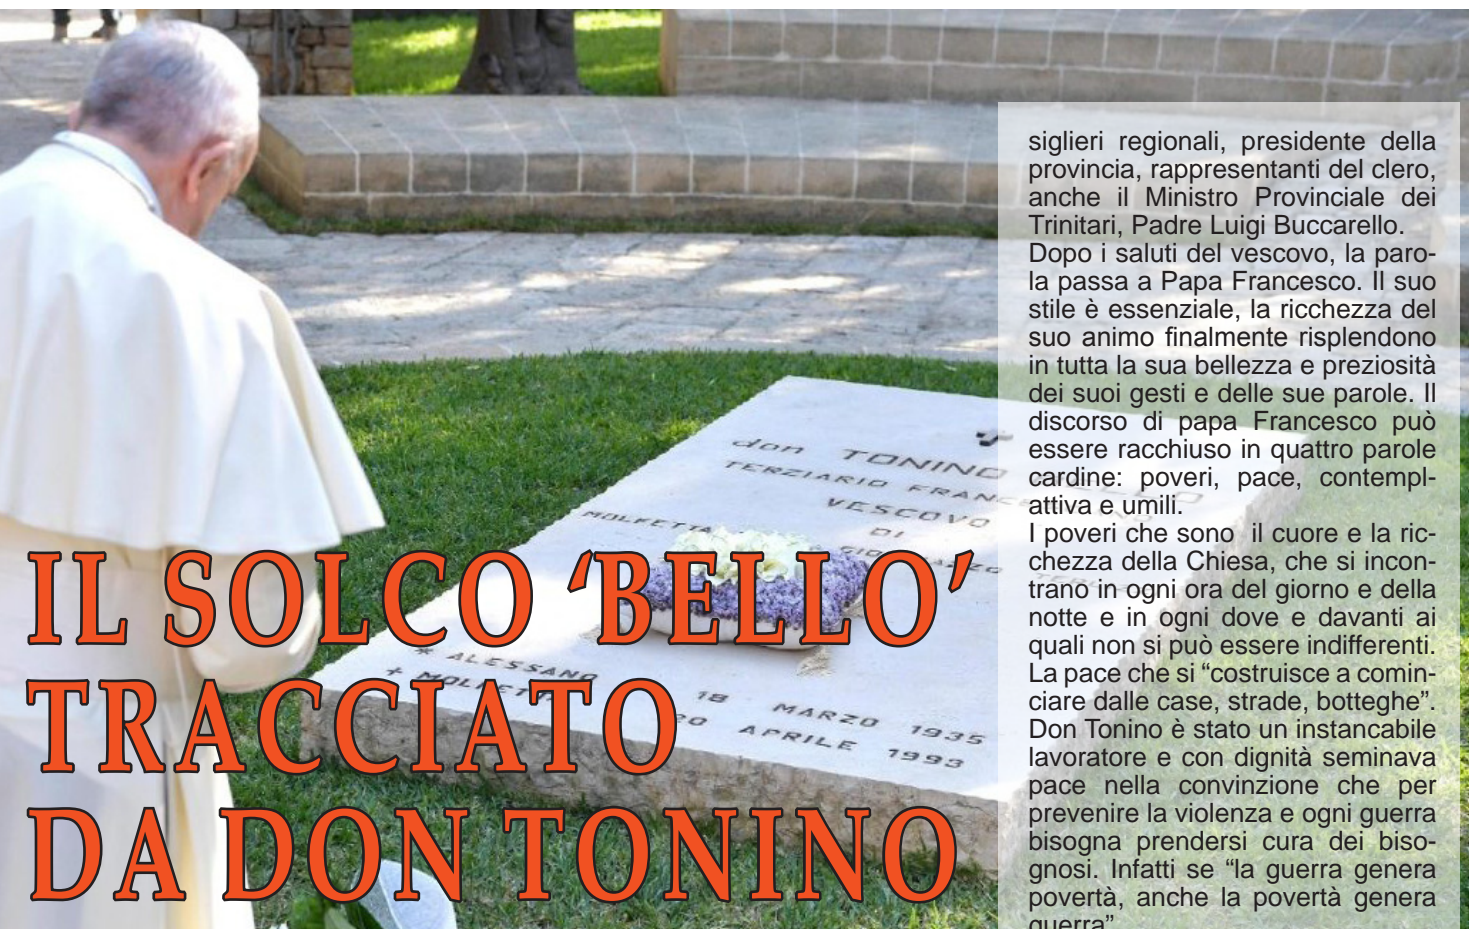 don TONINO
TERZIARIO
VESCOVO
DI
MOLFETTA
* ALESSANO 18 MARZO 1935
+ MOLFETTA 20 APRILE 1993
IL SOLCO ‘BELLO’
TRACCIATO
DA DON TONINO
siglieri regionali, presidente della
provincia, rappresentanti del clero,
anche il Ministro Provinciale dei
Trinitari, Padre Luigi Buccarello.
Dopo i saluti del vescovo, la paro-
la passa a Papa Francesco. Il suo
stile è essenziale, la ricchezza del
suo animo finalmente risplendono
in tutta la sua bellezza e preziosità
dei suoi gesti e delle sue parole. Il
discorso di papa Francesco può
essere racchiuso in quattro parole
cardine: poveri, pace, contempl-
attiva e umili.
I poveri che sono il cuore e la ric-
chezza della Chiesa, che si incon-
trano in ogni ora del giorno e della
notte e in ogni dove e davanti ai
quali non si può essere indifferenti.
La pace che si “costruisce a comin-
ciare dalle case, strade, botteghe”.
Don Tonino è stato un instancabile
lavoratore e con dignità seminava
pace nella convinzione che per
prevenire la violenza e ogni guerra
bisogna prendersi cura dei biso-
gnosi. Infatti se “la guerra genera
povertà, anche la povertà genera
guerra”